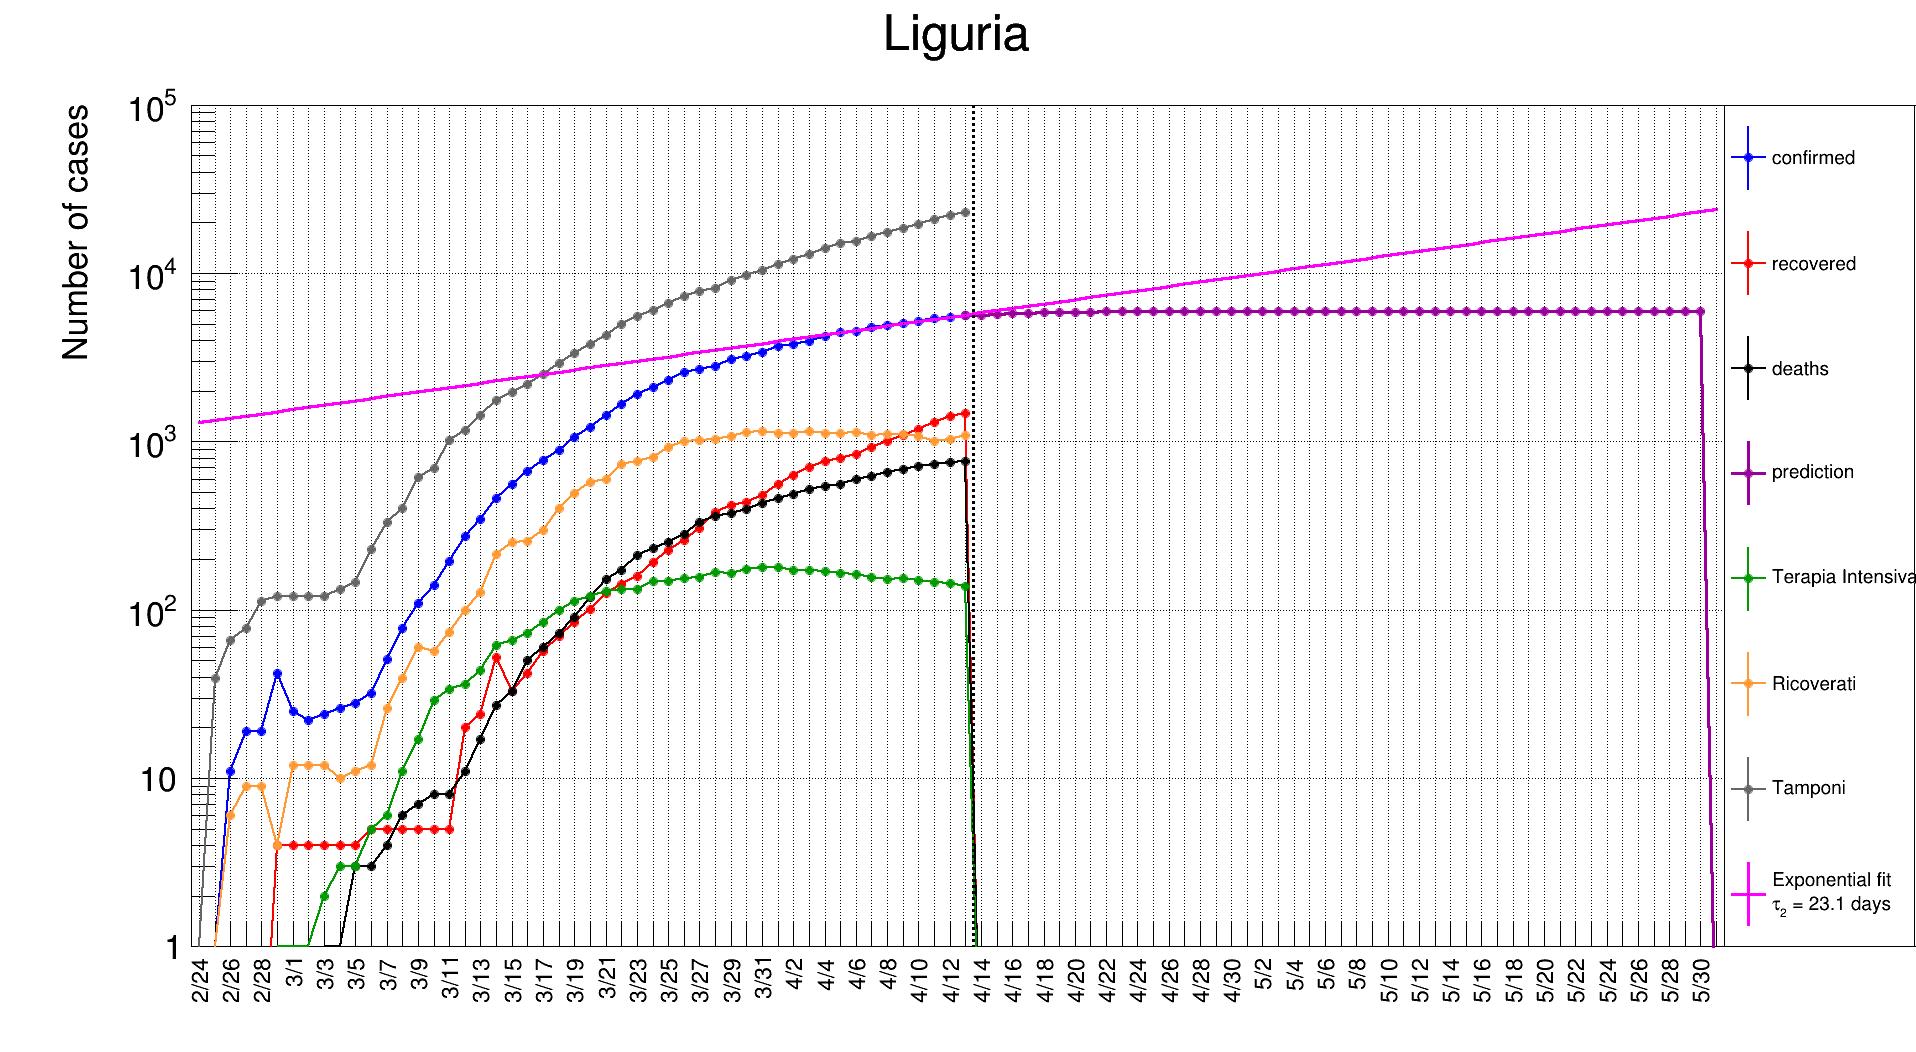 Liguria
Number of cases
10^5
10^4
10^3
10^2
10
1
2/24 2/26 2/28 3/1 3/3 3/5 3/7 3/9 3/11 3/13 3/15 3/17 3/19 3/21 3/23 3/25 3/27 3/29 3/31 4/2 4/4 4/6 4/8 4/10 4/12 4/14 4/16 4/18 4/20 4/22 4/24 4/26 4/28 4/30 5/2 5/4 5/6 5/8 5/10 5/12 5/14 5/16 5/18 5/20 5/22 5/24 5/26 5/28 5/30
confirmed
recovered
deaths
prediction
Terapia Intensiva
Ricoverati
Tamponi
Exponential fit
τ₂ = 23.1 days